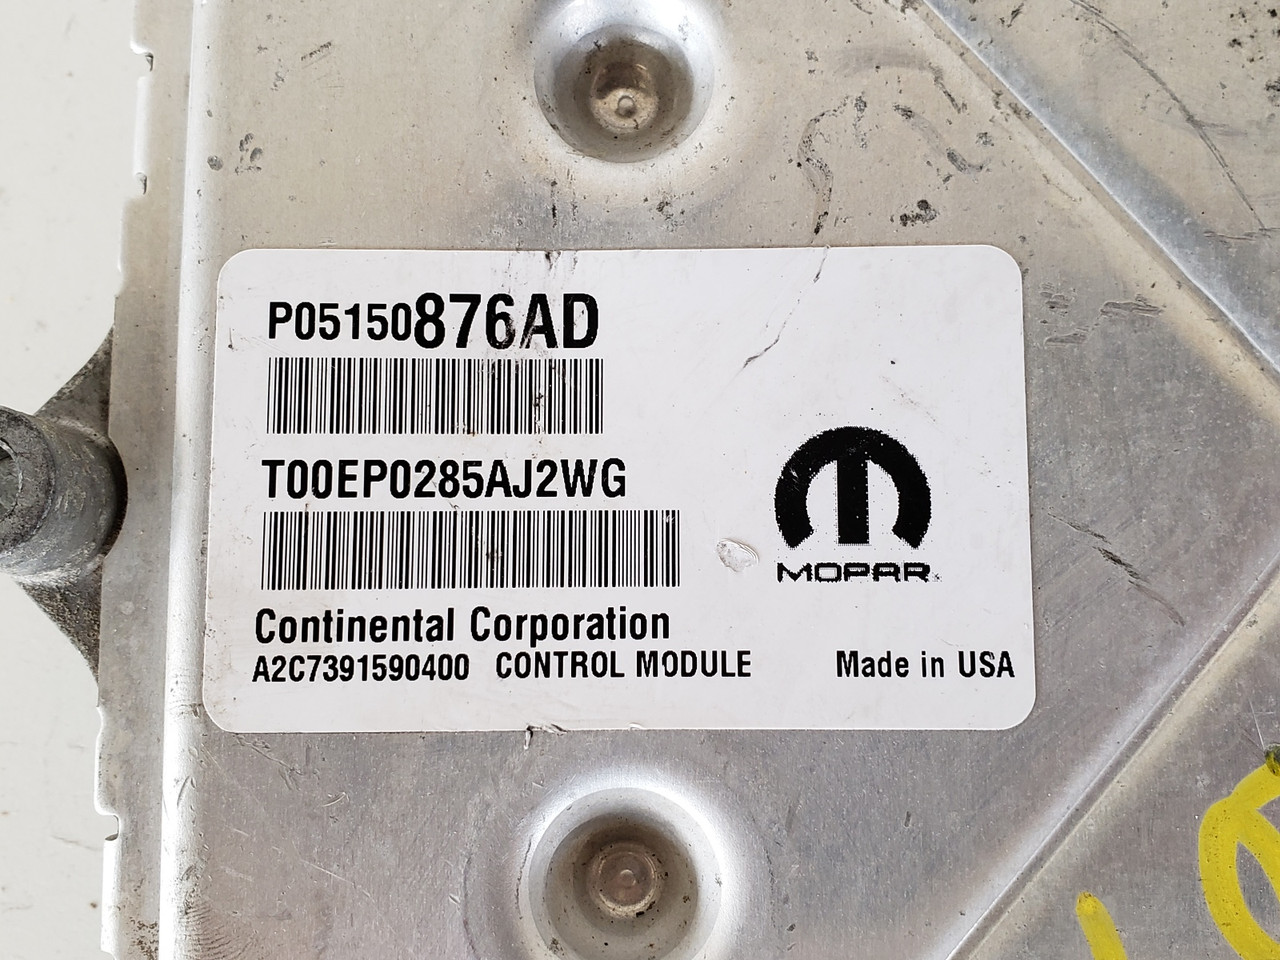 P05150876AD
T00EP0285AJ2WG
MOPAR
Continental Corporation
A2C7391590400 CONTROL MODULE Made in USA